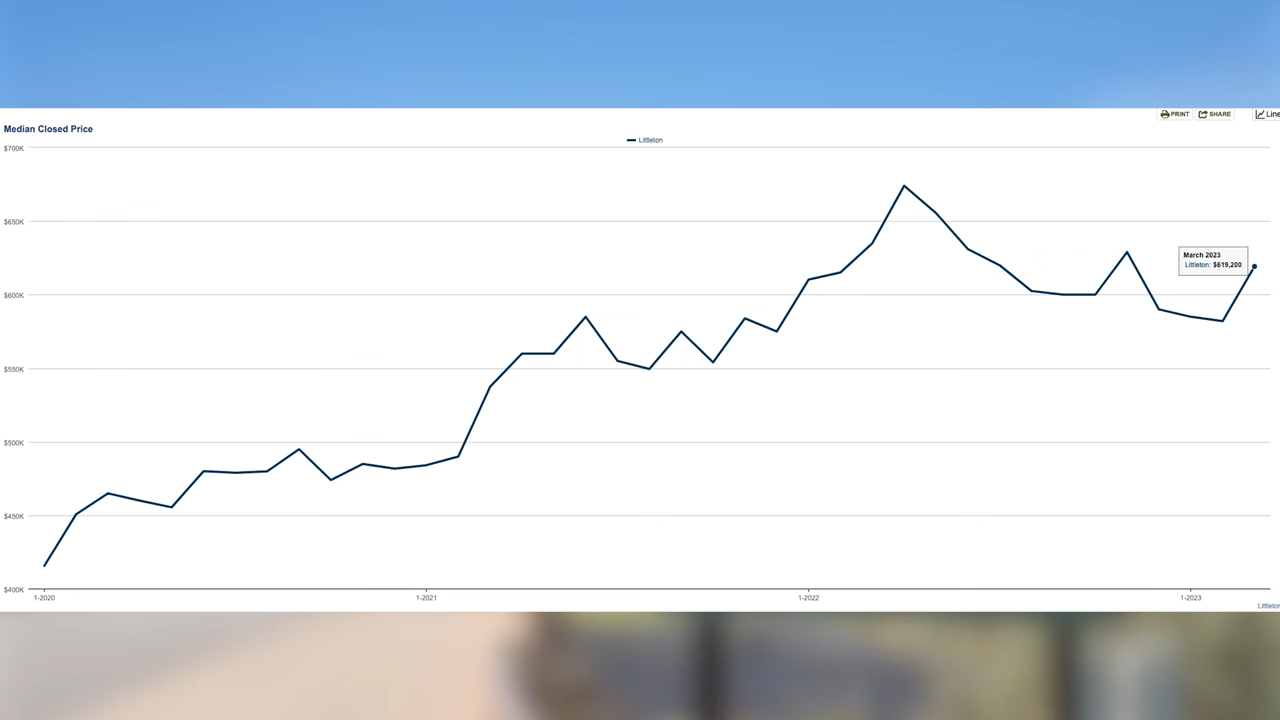 PRINT
SHARE
Line
Median Closed Price
Littleton
$700K
$650K
March 2023
Littleton: $619,200
$600K
$550K
$500K
$450K
$400K
1-2020
1-2021
1-2022
1-2023
Littleton